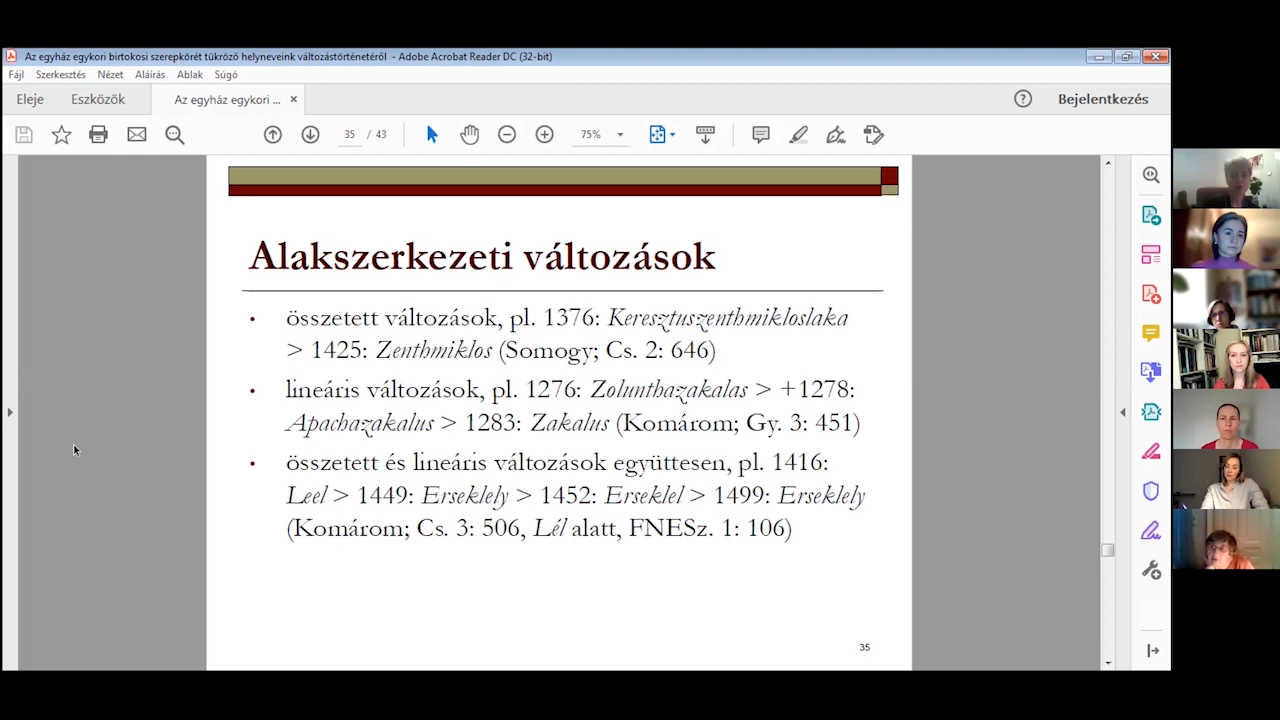 Az egyház egykori birtokosi szerepkörét tükröző helyneveink változástörténetéről - Adobe Acrobat Reader DC (32-bit)
Fájl Szerkesztés Nézet Aláírás Ablak Súgó
Eleje Eszközök Az egyház egykori ... × Bejelentkezés
35 / 43 75%
Alakszerkezeti változások
• összetett változások, pl. 1376: Keresztuszenthmikloslaka
> 1425: Zenthmiklos (Somogy; Cs. 2: 646)
• lineáris változások, pl. 1276: Zolunthazakalas > +1278:
Apachazakalus > 1283: Zakalus (Komárom; Gy. 3: 451)
• összetett és lineáris változások együttesen, pl. 1416:
Leel > 1449: Erseklely > 1452: Erseklel > 1499: Erseklely
(Komárom; Cs. 3: 506, Lél alatt, FNESz. 1: 106)
35